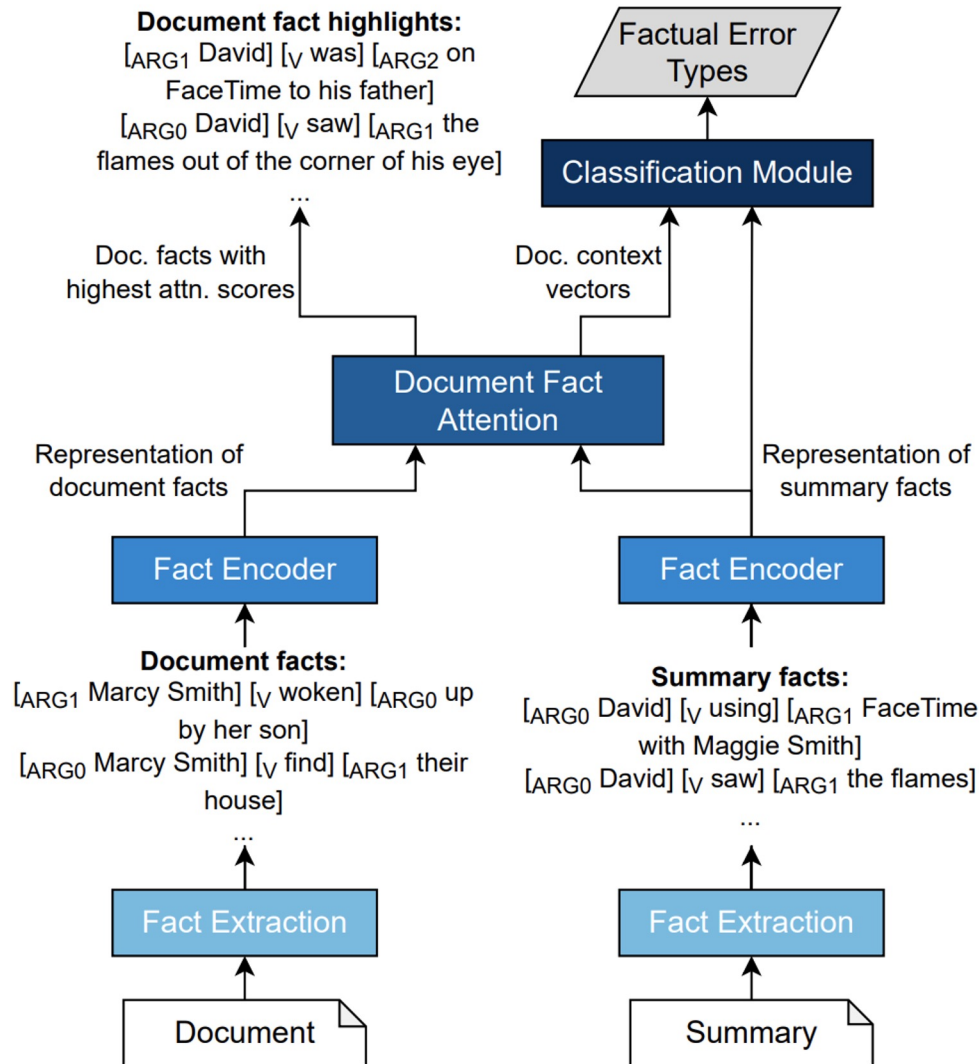 Document fact highlights:
[ARG1 David] [V was] [ARG2 on
FaceTime to his father]
[ARG0 David] [V saw] [ARG1 the
flames out of the corner of his eye]
...
Factual Error
Types
Classification Module
Doc. facts with
highest attn. scores
Doc. context
vectors
Document Fact
Attention
Representation of
document facts
Representation of
summary facts
Fact Encoder
Fact Encoder
Document facts:
[ARG1 Marcy Smith] [V woken] [ARG0 up
by her son]
[ARG0 Marcy Smith] [V find] [ARG1 their
house]
...
Summary facts:
[ARG0 David] [V using] [ARG1 FaceTime
with Maggie Smith]
[ARG0 David] [V saw] [ARG1 the flames]
...
Fact Extraction
Fact Extraction
Document
Summary